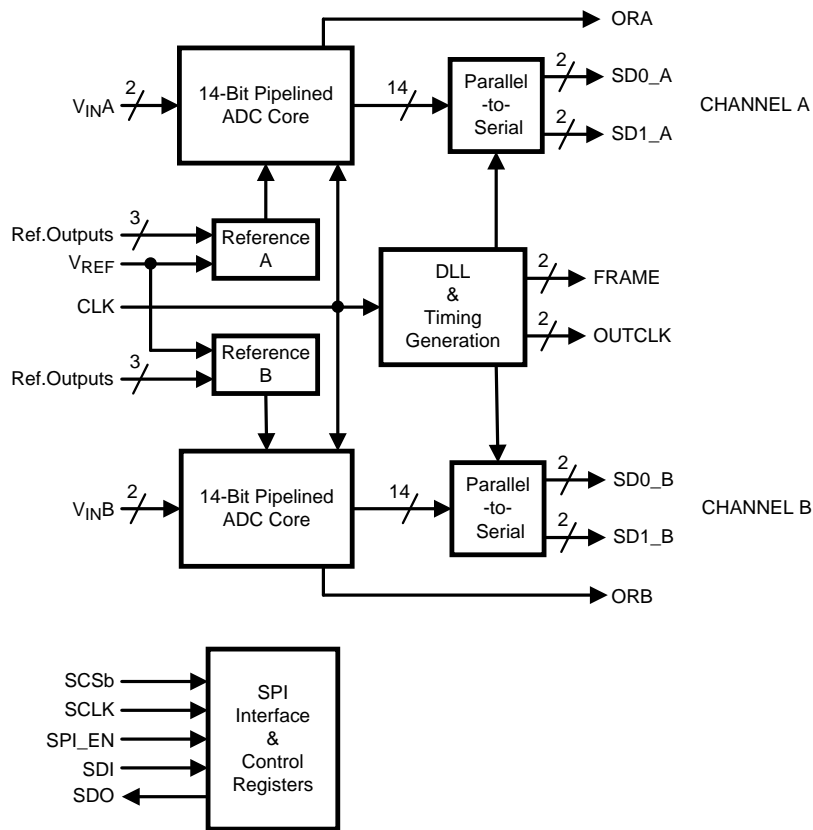 ORA
2
V_INA
14-Bit Pipelined
ADC Core
14
Parallel
-to-
Serial
2
SD0_A
2
SD1_A
CHANNEL A
Ref.Outputs
3
V_REF
Reference
A
CLK
DLL
&
Timing
Generation
2
FRAME
2
OUTCLK
Ref.Outputs
3
Reference
B
V_INB
2
14-Bit Pipelined
ADC Core
14
Parallel
-to-
Serial
2
SD0_B
2
SD1_B
CHANNEL B
ORB
SCSb
SCLK
SPI_EN
SDI
SDO
SPI
Interface
&
Control
Registers